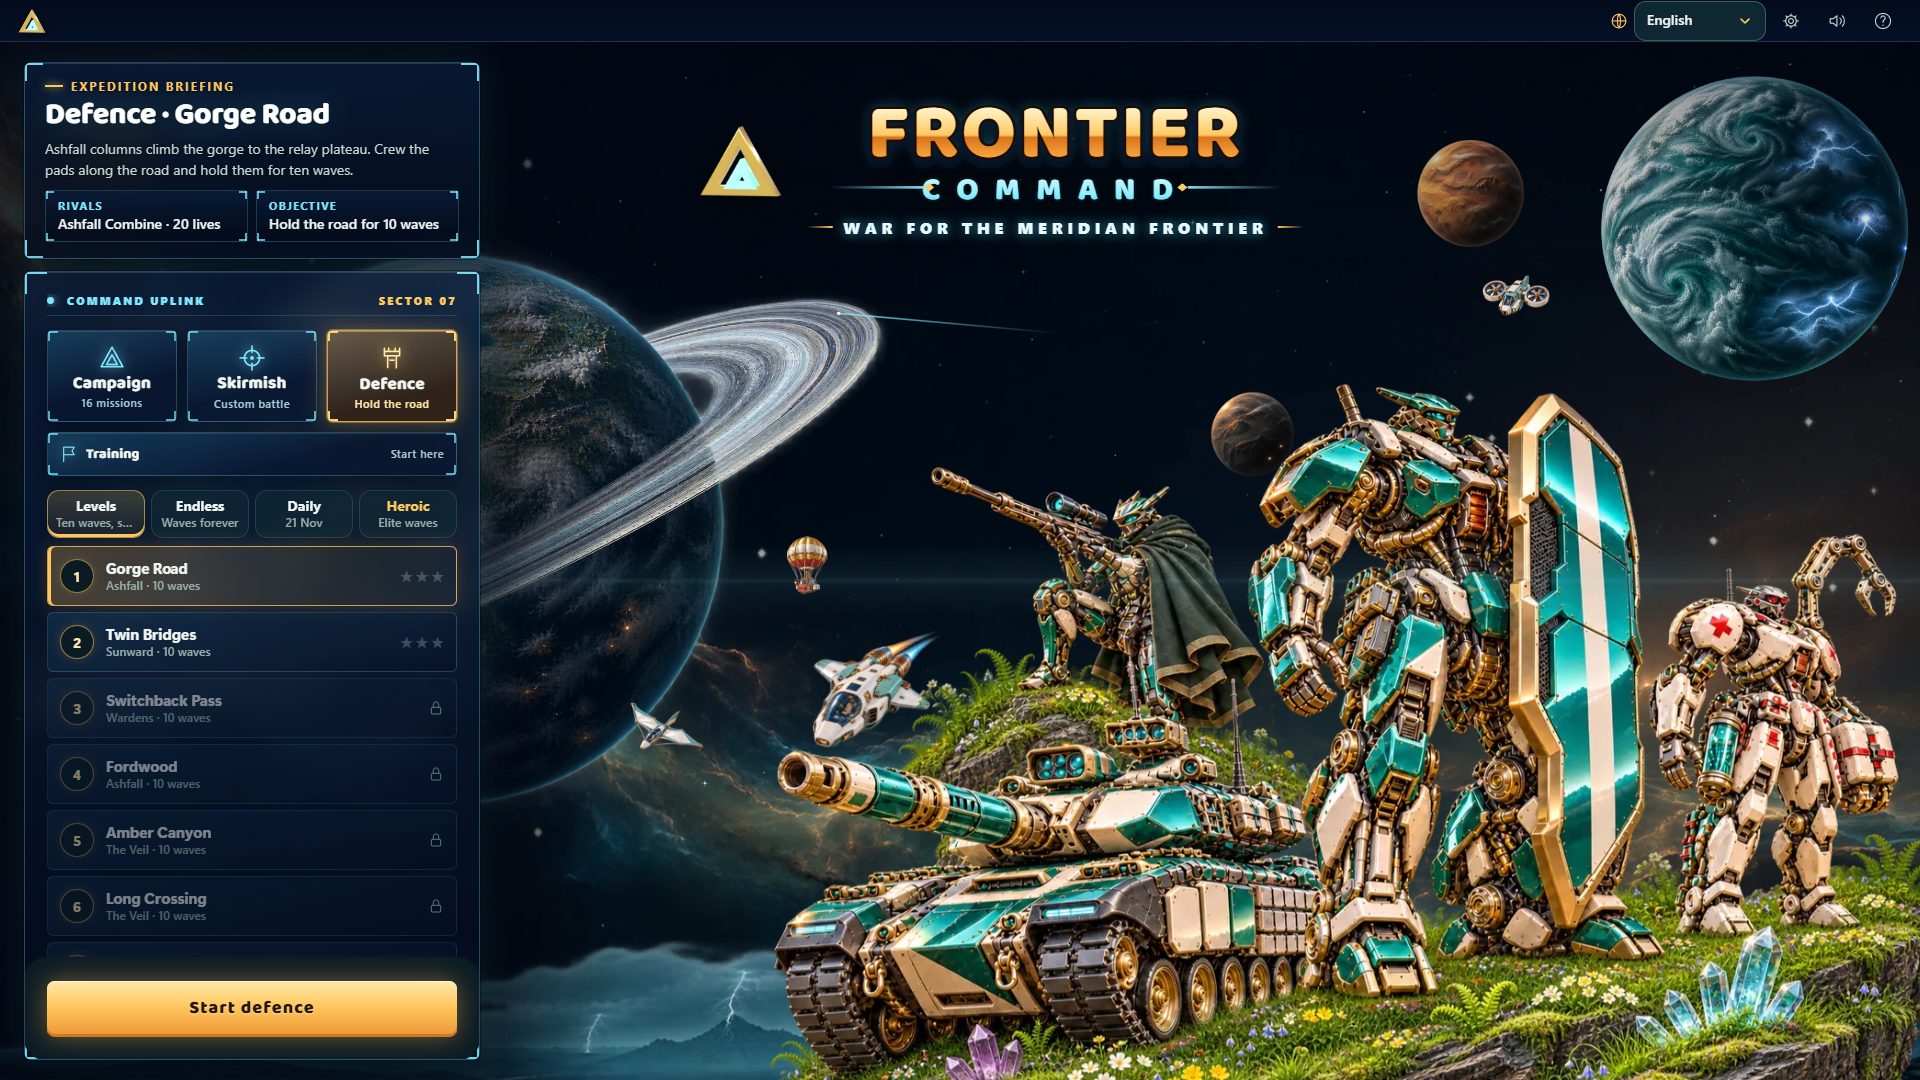 English
EXPEDITION BRIEFING
Defence · Gorge Road
Ashfall columns climb the gorge to the relay plateau. Crew the
pads along the road and hold them for ten waves.
RIVALS
Ashfall Combine · 20 lives
OBJECTIVE
Hold the road for 10 waves
COMMAND UPLINK
SECTOR 07
Campaign
16 missions
Skirmish
Custom battle
Defence
Hold the road
Training
Start here
Levels
Ten waves, s...
Endless
Waves forever
Daily
21 Nov
Heroic
Elite waves
1
Gorge Road
Ashfall · 10 waves
2
Twin Bridges
Sunward · 10 waves
3
Switchback Pass
Wardens · 10 waves
4
Fordwood
Ashfall · 10 waves
5
Amber Canyon
The Veil · 10 waves
6
Long Crossing
The Veil · 10 waves
Start defence
FRONTIER
COMMAND
WAR FOR THE MERIDIAN FRONTIER